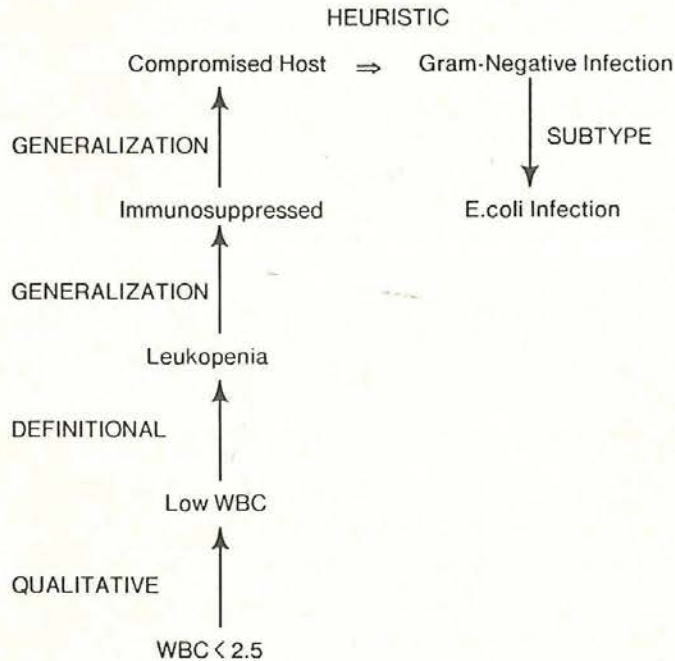 HEURISTIC
Compromised Host ⇒ Gram-Negative Infection
GENERALIZATION
SUBTYPE
Immunosuppressed
E.coli Infection
GENERALIZATION
Leukopenia
DEFINITIONAL
Low WBC
QUALITATIVE
WBC < 2.5